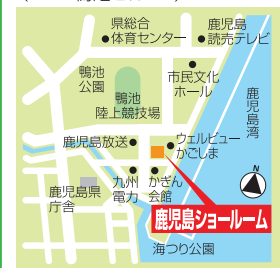 県総合
体育センター
鹿児島
読売テレビ
鴨池
公園
市民文化
ホール
鴨池
陸上競技場
鹿児島湾
鹿児島放送
ウェルビュー
かごしま
N
九州
電力
かぎん
会館
鹿児島県
庁舎
鹿児島ショールーム
海づり公園